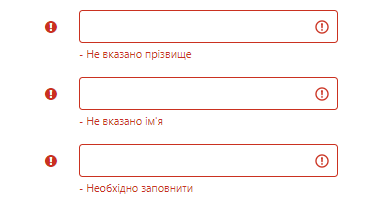 - Не вказано прізвище
- Не вказано ім'я
- Необхідно заповнити